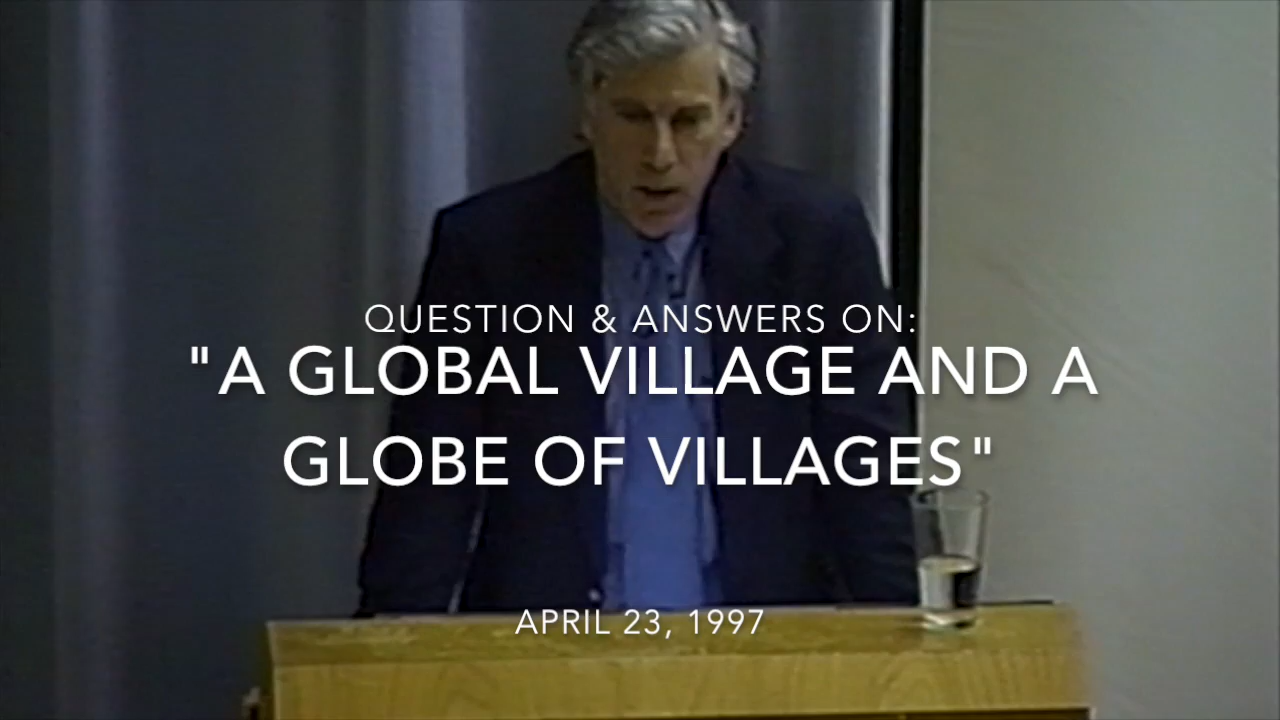 QUESTION & ANSWERS ON:
"A GLOBAL VILLAGE AND A
GLOBE OF VILLAGES"
APRIL 23, 1997